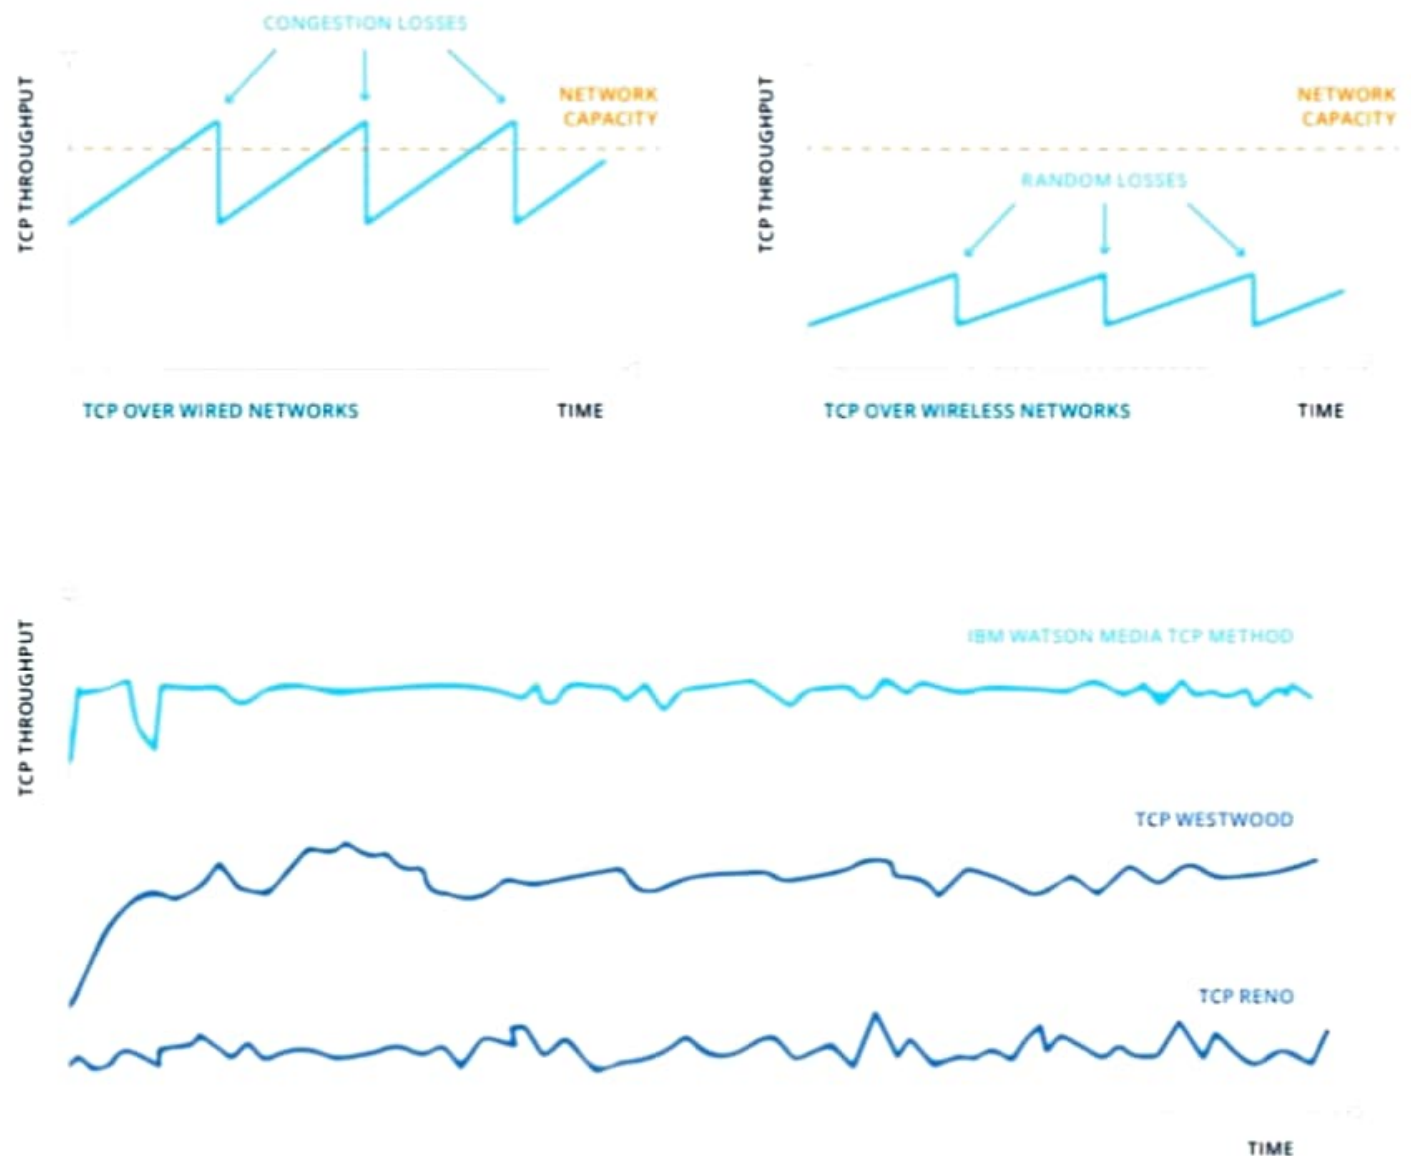 CONGESTION LOSSES
NETWORK
CAPACITY
TCP THROUGHPUT
TCP OVER WIRED NETWORKS
TIME
NETWORK
CAPACITY
RANDOM LOSSES
TCP THROUGHPUT
TCP OVER WIRELESS NETWORKS
TIME
TCP THROUGHPUT
IBM WATSON MEDIA TCP METHOD
TCP WESTWOOD
TCP RENO
TIME